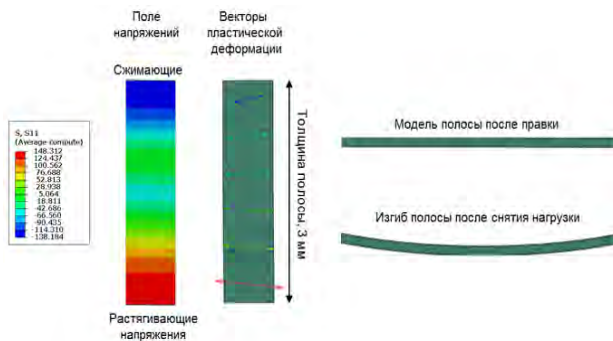 Поле
напряжений
Векторы
пластической
деформации
Сжимающие
S, S11
(Average-compute)
148.312
124.437
100.562
76.688
52.813
28.938
5.064
18.811
-42.686
-66.560
-90.435
-114.310
-138.184
Толщина полосы, 3 мм
Модель полосы после правки
Изгиб полосы после снятия нагрузки
Растягивающие
напряжения